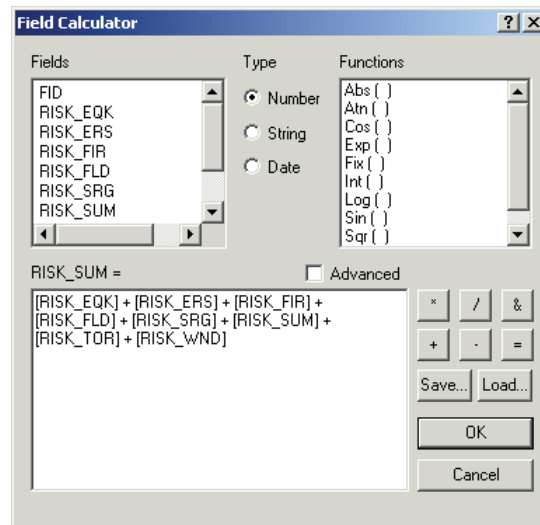 Field Calculator
Fields
Type
Functions
FID
RISK_EQK
RISK_ERS
RISK_FIR
RISK_FLD
RISK_SRG
RISK_SUM
Number
String
Date
Abs ( )
Atn ( )
Cos ( )
Exp ( )
Fix ( )
Int ( )
Log ( )
Sin ( )
Sqr ( )
RISK_SUM =
Advanced
[RISK_EQK] + [RISK_ERS] + [RISK_FIR] +
[RISK_FLD] + [RISK_SRG] + [RISK_SUM] +
[RISK_TOR] + [RISK_WND]
* / &
+ - =
Save... Load...
OK
Cancel